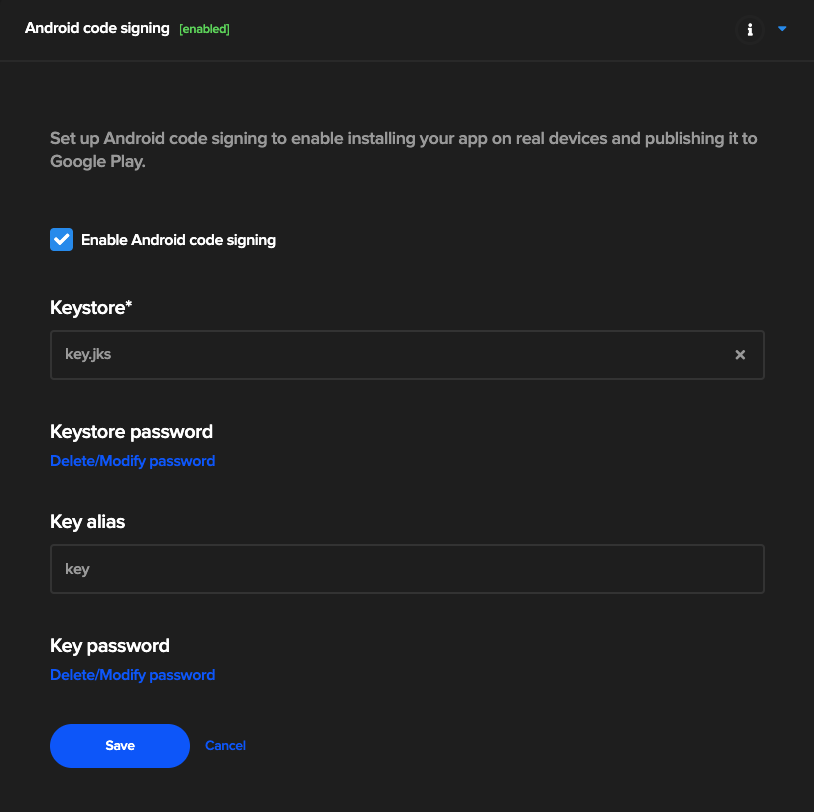 Android code signing [enabled]
Set up Android code signing to enable installing your app on real devices and publishing it to
Google Play.
Enable Android code signing
Keystore*
key.jks
Keystore password
Delete/Modify password
Key alias
key
Key password
Delete/Modify password
Save Cancel